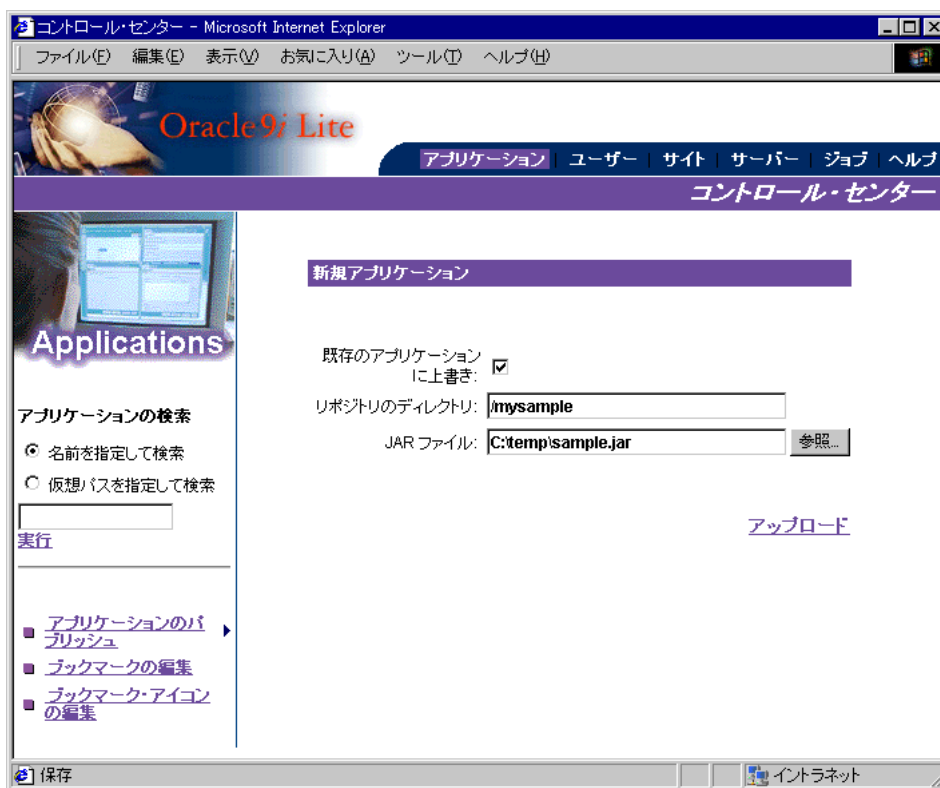 コントロール・センター - Microsoft Internet Explorer
ファイル(F) 編集(E) 表示(V) お気に入り(A) ツール(T) ヘルプ(H)
Oracle9i Lite
アプリケーション ユーザー サイト サーバー ジョブ ヘルプ
コントロール・センター
Applications
アプリケーションの検索
名前を指定して検索
仮想パスを指定して検索
実行
アプリケーションのパ
ブリッシュ
ブックマークの編集
ブックマーク・アイコン
の編集
新規アプリケーション
既存のアプリケーション
に上書き:
リポジトリのディレクトリ: /mysample
JAR ファイル: C:\temp\sample.jar 参照...
アップロード
保存 イントラネット